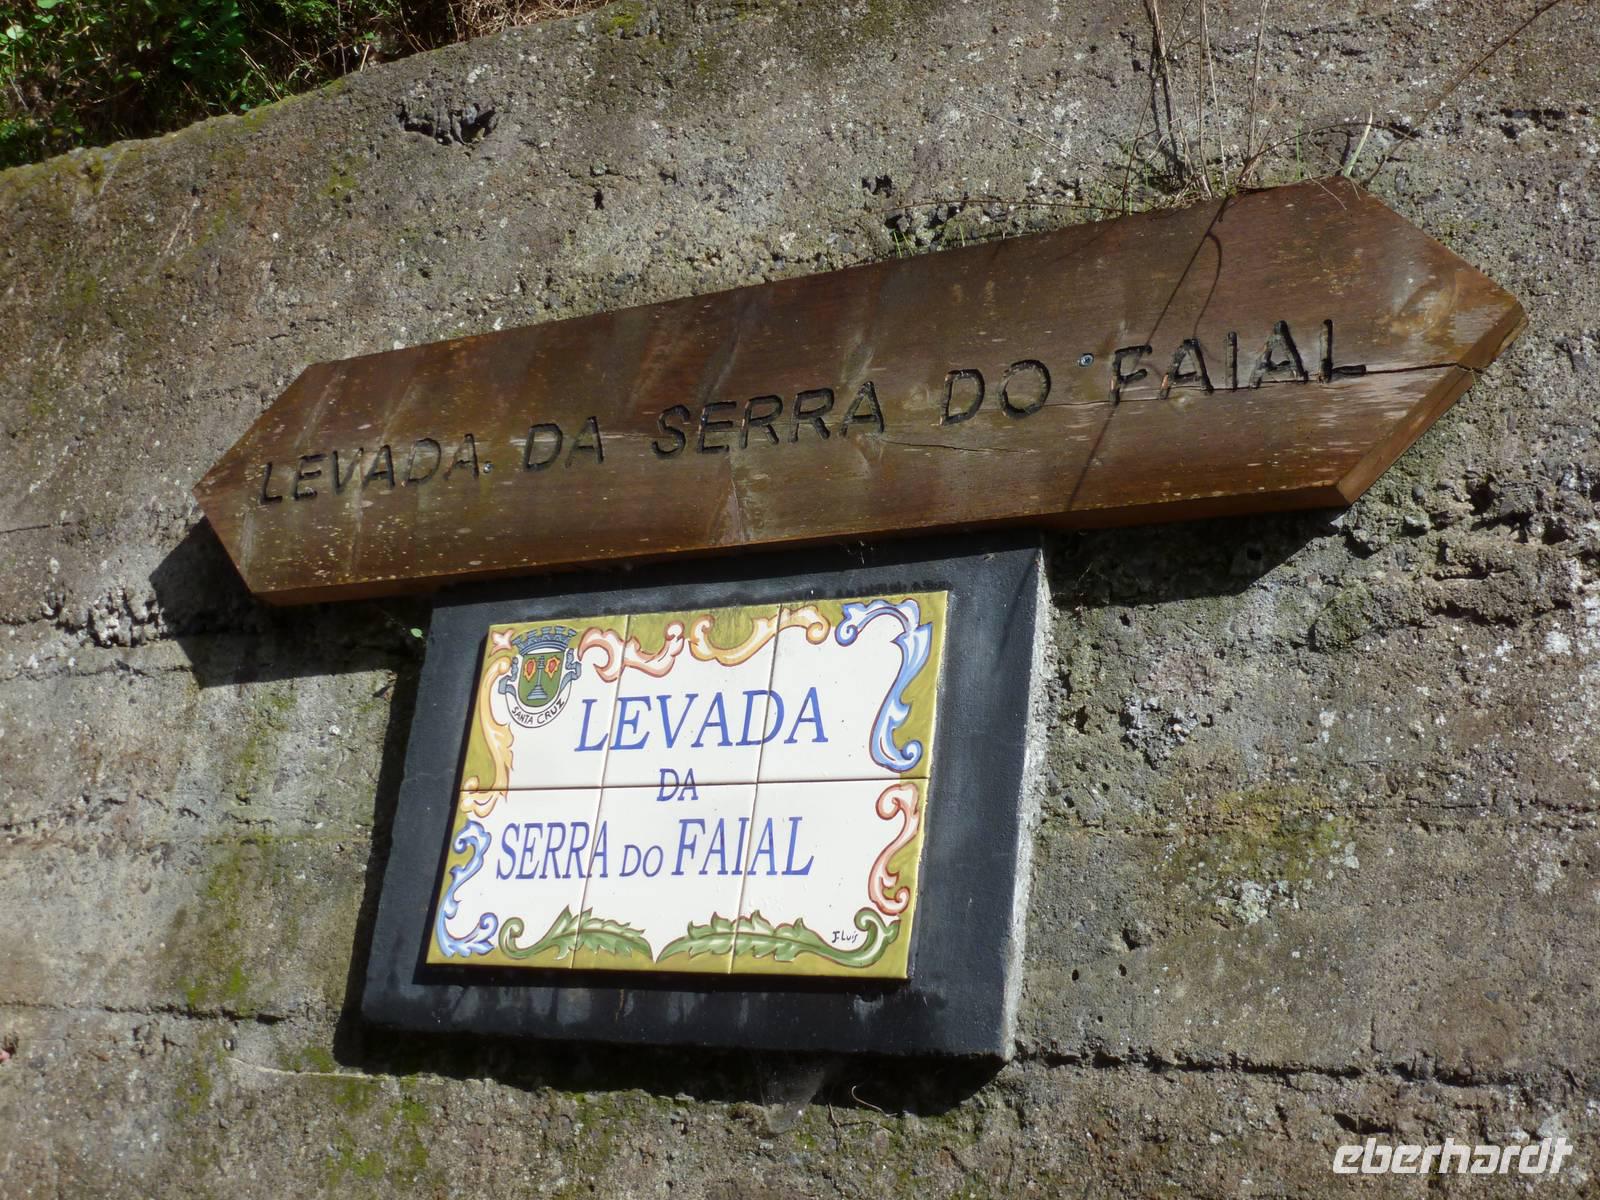 LEVADA DA SERRA DO FAIAL
SANTA CRUZ
LEVADA
DA
SERRA DO FAIAL
J. Luís
eberhardt